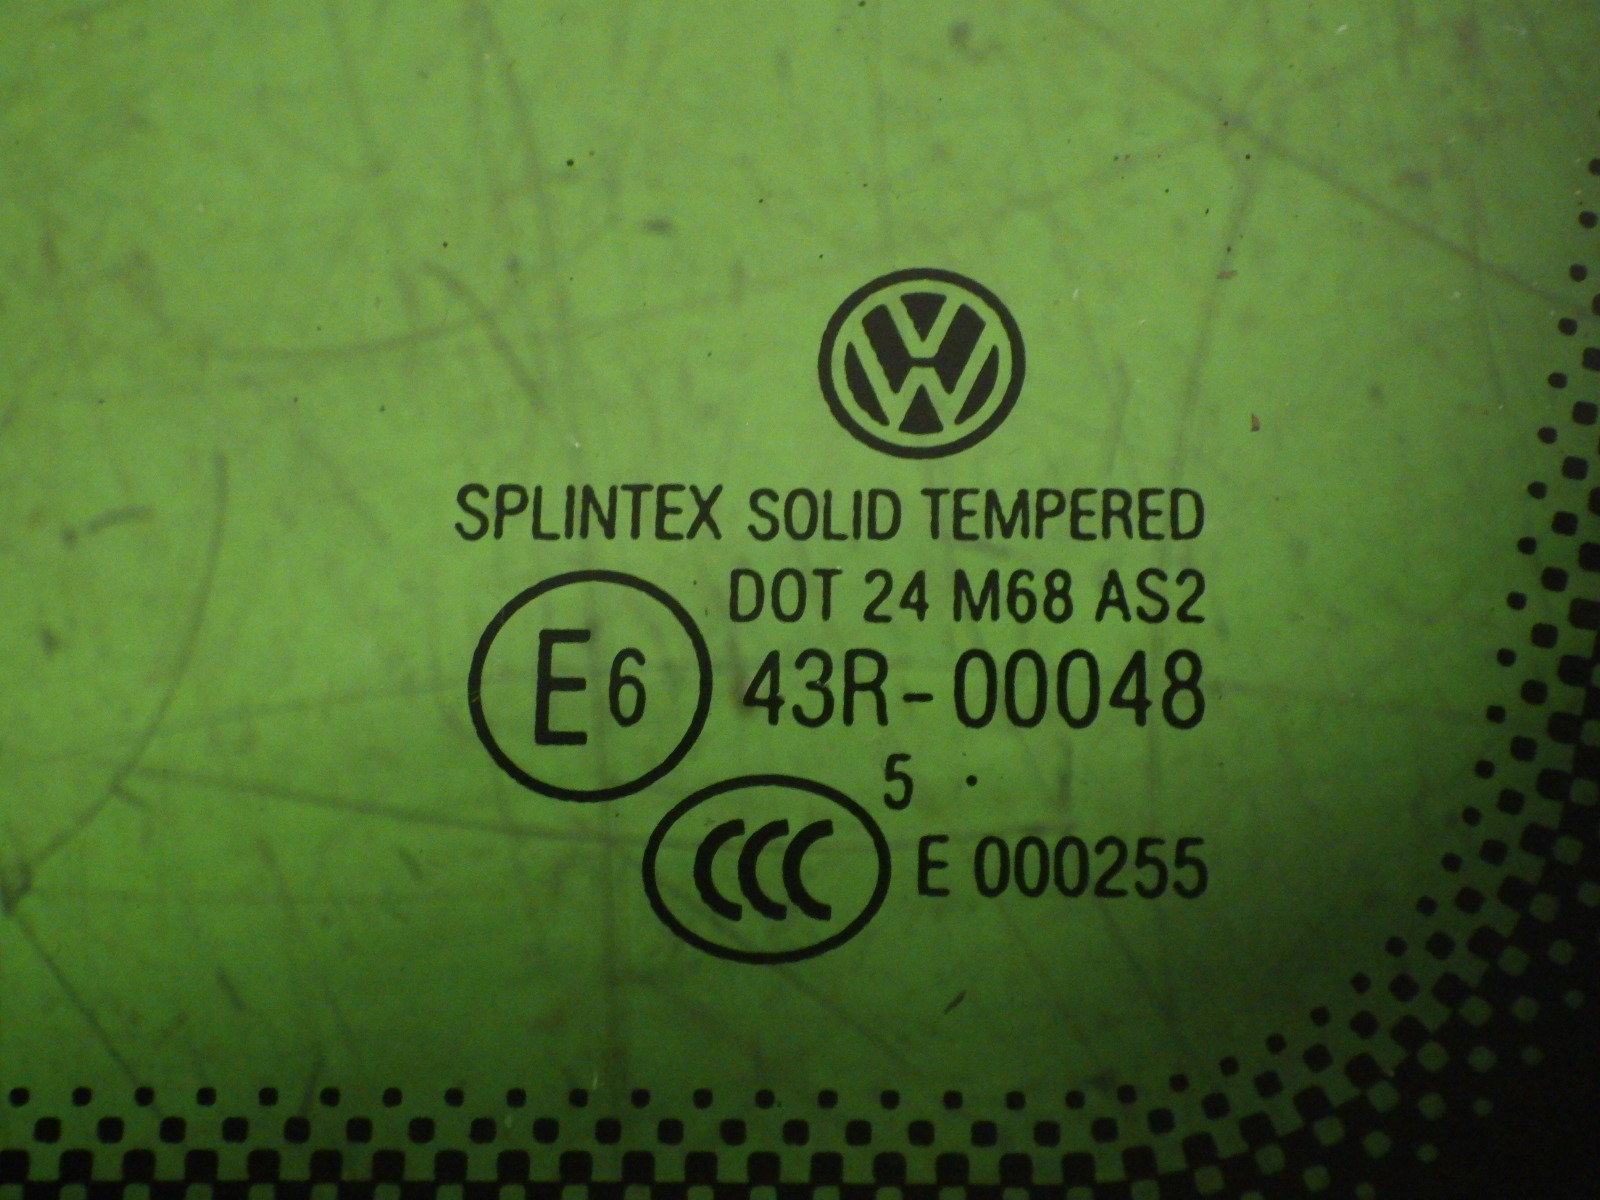 SPLINTEX SOLID TEMPERED
DOT 24 M68 AS2
E6 43R-00048
5 .
CCC E 000255